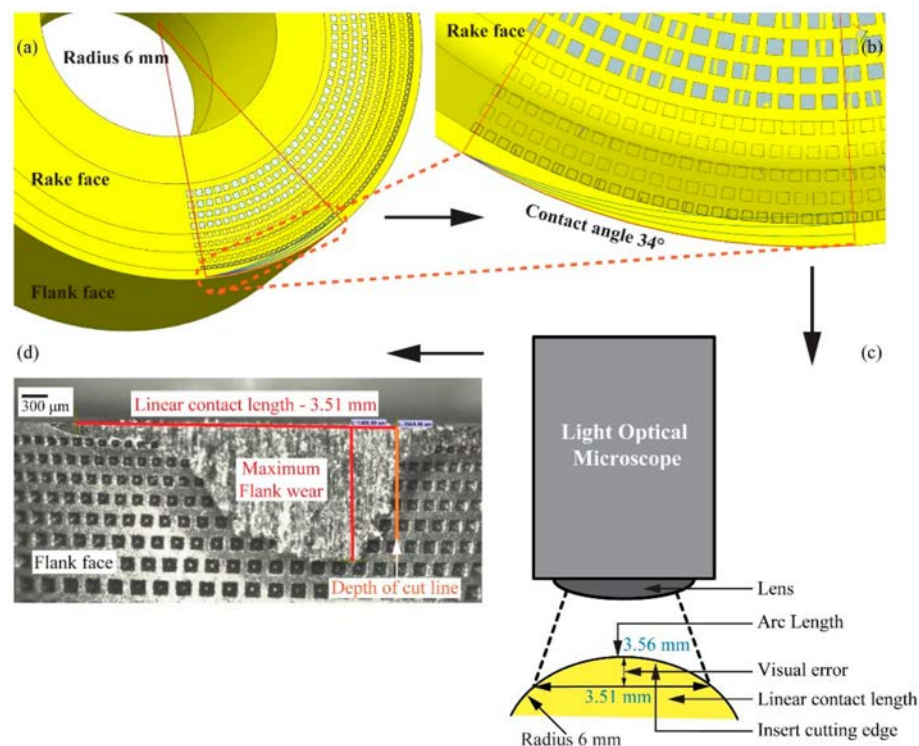 (a)
Radius 6 mm
Rake face
Flank face
Rake face
(b)
Contact angle 34°
(c)
Light Optical
Microscope
Lens
Arc Length
3.56 mm
Visual error
3.51 mm
Linear contact length
Insert cutting edge
Radius 6 mm
(d)
300 μm
Linear contact length - 3.51 mm
Maximum
Flank wear
Flank face
Depth of cut line